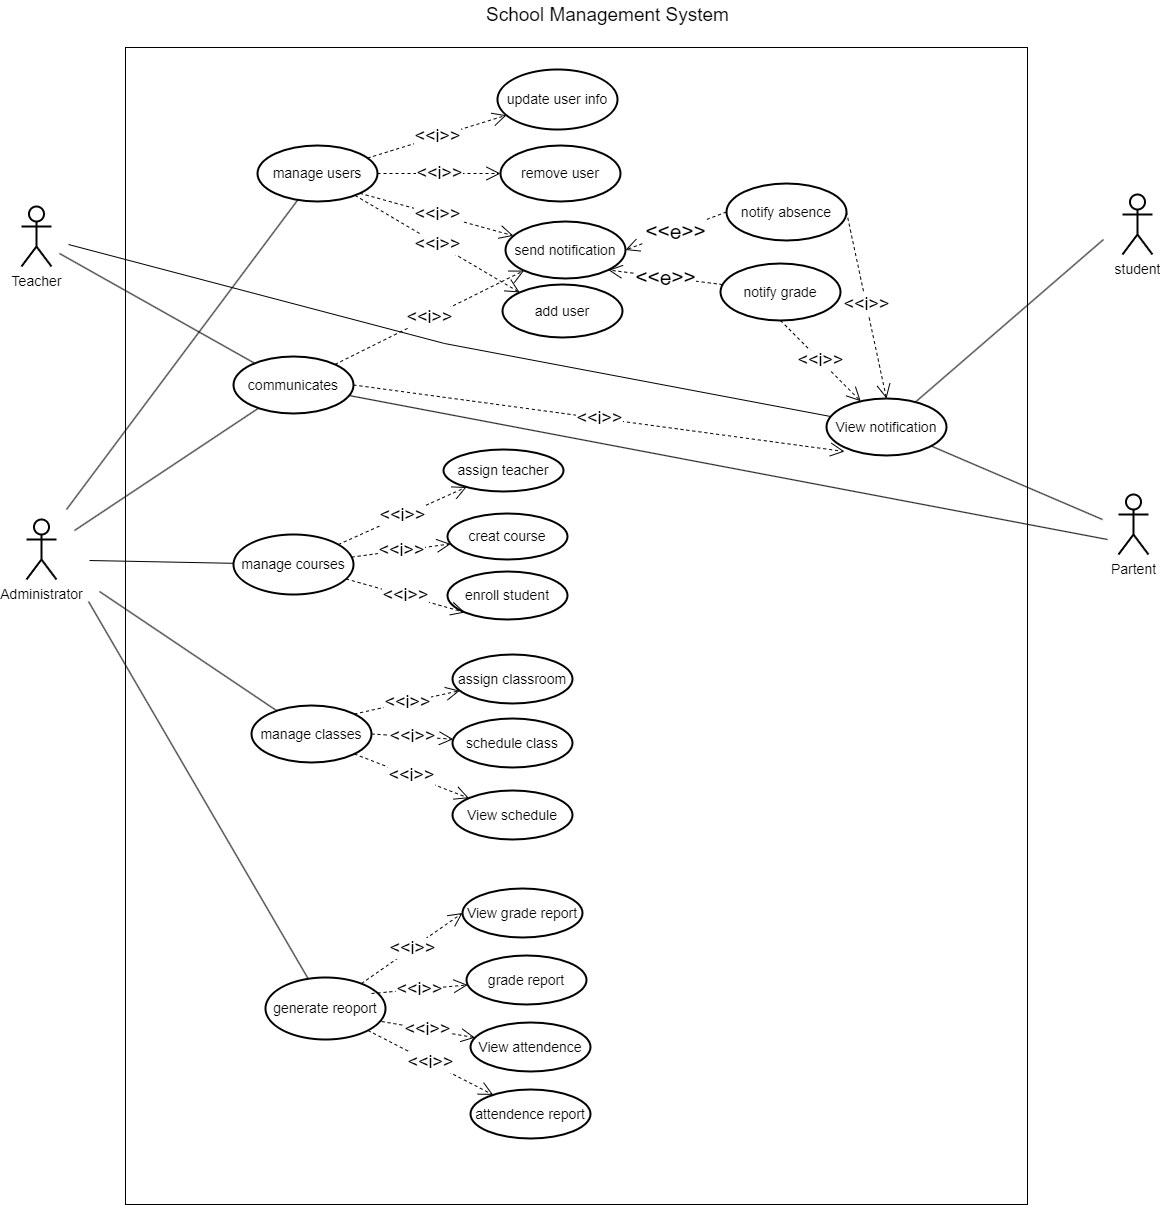 School Management System
update user info
<<i>>
manage users
<<i>>
remove user
<<i>>
notify absence
<<e>>
<<i>>
send notification
Teacher
student
<<e>>
notify grade
<<i>>
<<i>>
add user
<<i>>
communicates
<<i>>
<<i>>
View notification
assign teacher
<<i>>
creat course
<<i>>
manage courses
Partent
Administrator
<<i>>
enroll student
assign classroom
<<i>>
manage classes
<<i>>
schedule class
<<i>>
View schedule
View grade report
<<i>>
grade report
<<i>>
generate reoport
<<i>>
View attendence
<<i>>
attendence report